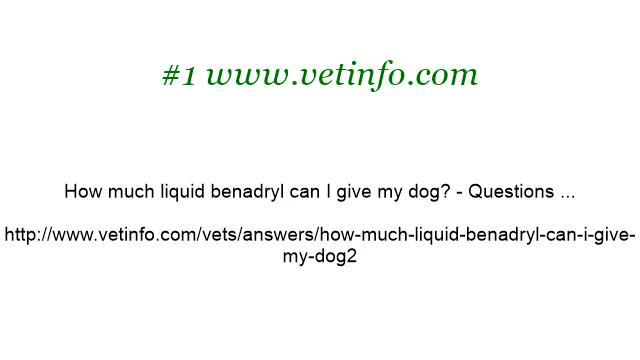 #1 www.vetinfo.com
How much liquid benadryl can I give my dog? - Questions ...
http://www.vetinfo.com/vets/answers/how-much-liquid-benadryl-can-i-give-
my-dog2